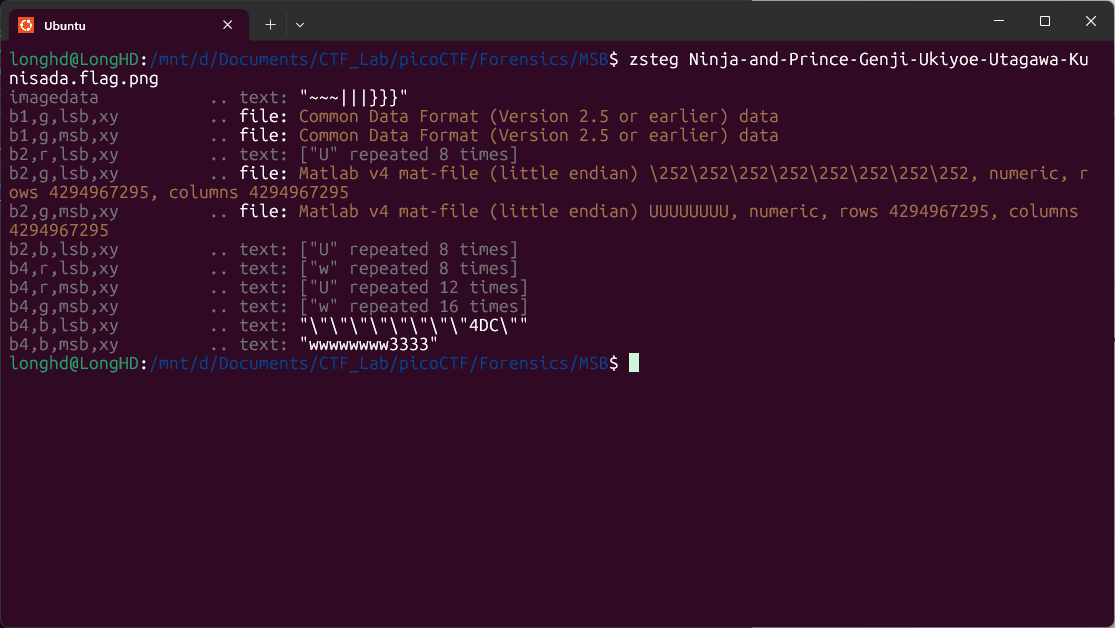 Ubuntu
longhd@LongHD:/mnt/d/Documents/CTF_Lab/picoCTF/Forensics/MSB$ zsteg Ninja-and-Prince-Genji-Ukiyoe-Utagawa-Ku
nisada.flag.png
imagedata .. text: "~~~|||}}}"
b1,g,lsb,xy .. file: Common Data Format (Version 2.5 or earlier) data
b1,g,msb,xy .. file: Common Data Format (Version 2.5 or earlier) data
b2,r,lsb,xy .. text: ["U" repeated 8 times]
b2,g,lsb,xy .. file: Matlab v4 mat-file (little endian) \252\252\252\252\252\252\252\252, numeric, r
ows 4294967295, columns 4294967295
b2,g,msb,xy .. file: Matlab v4 mat-file (little endian) UUUUUUUU, numeric, rows 4294967295, columns
4294967295
b2,b,lsb,xy .. text: ["U" repeated 8 times]
b4,r,lsb,xy .. text: ["w" repeated 8 times]
b4,r,msb,xy .. text: ["U" repeated 12 times]
b4,g,msb,xy .. text: ["w" repeated 16 times]
b4,b,lsb,xy .. text: "\"\"\"\"\"\"\"\"4DC\""
b4,b,msb,xy .. text: "wwwwwwww3333"
longhd@LongHD:/mnt/d/Documents/CTF_Lab/picoCTF/Forensics/MSB$